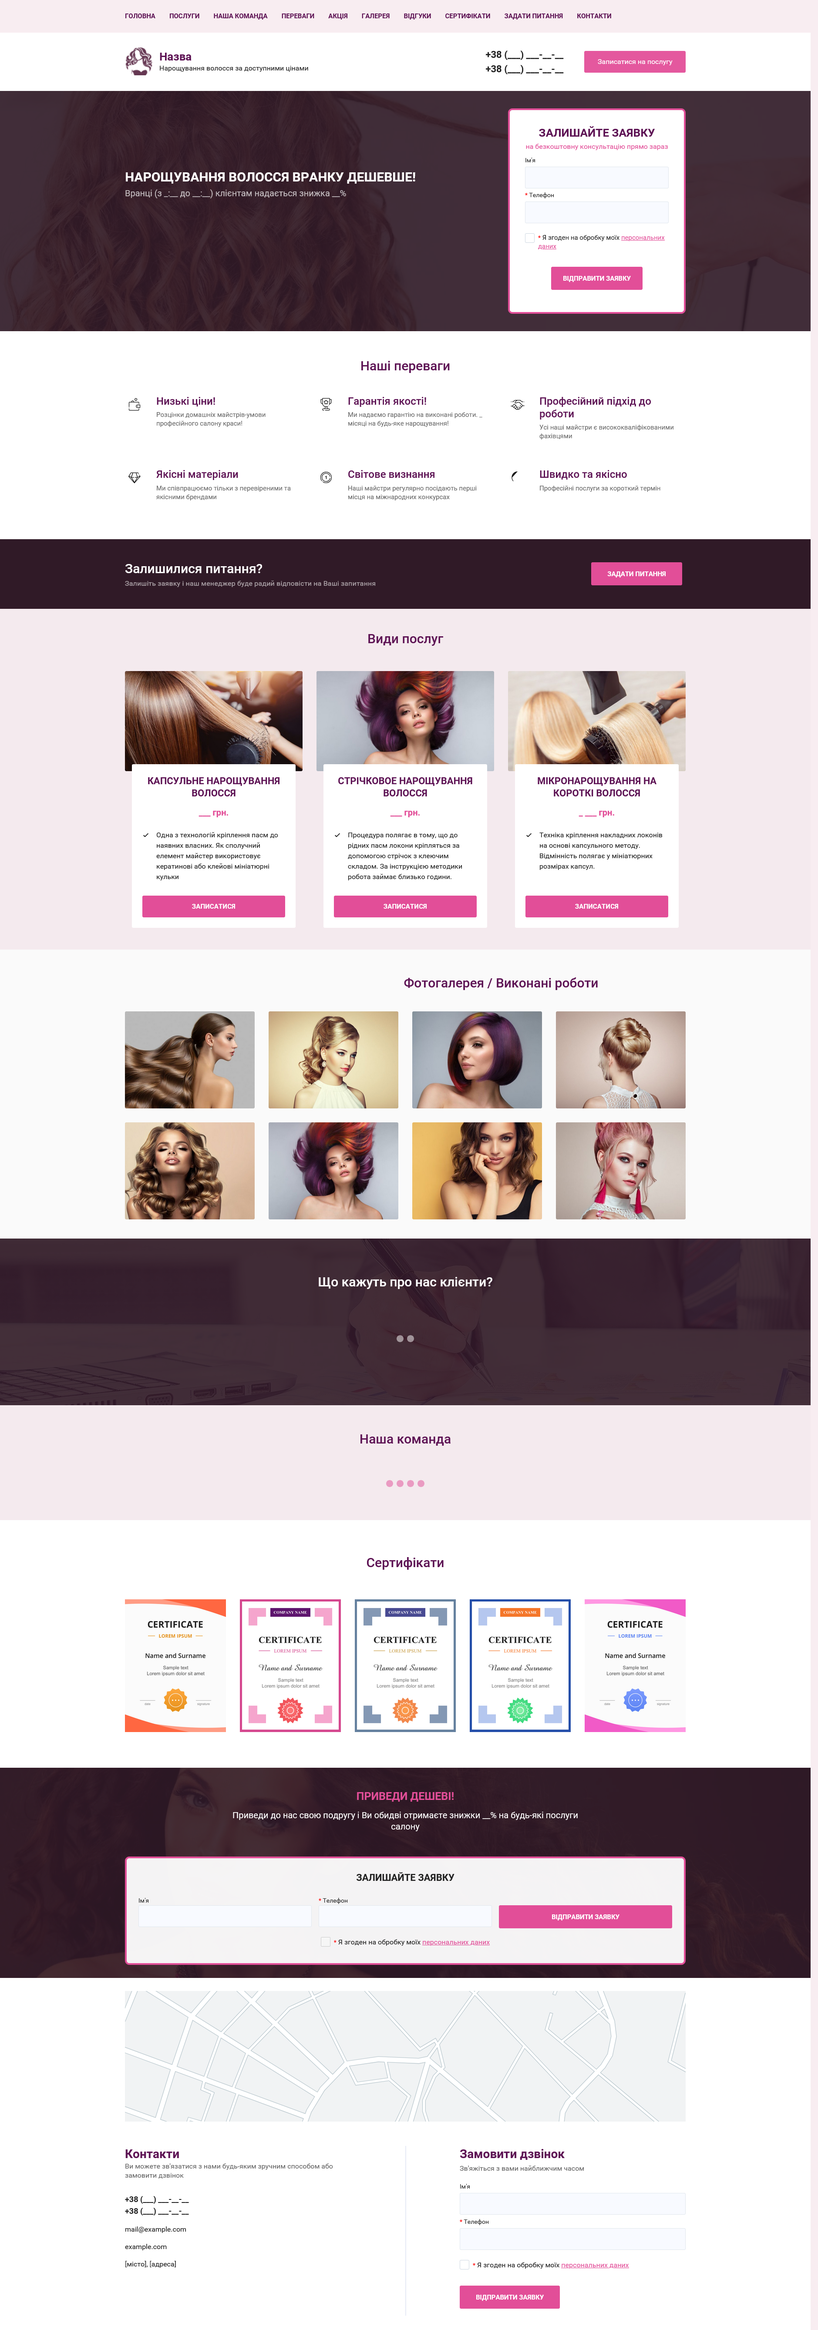 ГОЛОВНА ПОСЛУГИ НАША КОМАНДА ПЕРЕВАГИ АКЦІЯ ГАЛЕРЕЯ ВІДГУКИ СЕРТИФІКАТИ ЗАДАТИ ПИТАННЯ КОНТАКТИ
Назва
Нарощування волосся за доступними цінами
+38 (___) ___-__-__
+38 (___) ___-__-__
Записатися на послугу
НАРОЩУВАННЯ ВОЛОССЯ ВРАНКУ ДЕШЕВШЕ!
Вранці (з _:__ до __:__) клієнтам надається знижка __%
ЗАЛИШАЙТЕ ЗАЯВКУ
на безкоштовну консультацію прямо зараз
Ім'я
* Телефон
* Я згоден на обробку моїх персональних
даних
ВІДПРАВИТИ ЗАЯВКУ
Наші переваги
Низькі ціни!
Розцінки домашніх майстрів-умови
професійного салону краси!
Гарантія якості!
Ми надаємо гарантію на виконані роботи. _
місяці на будь-яке нарощування!
Професійний підхід до
роботи
Усі наші майстри є висококваліфікованими
фахівцями
Якісні матеріали
Ми співпрацюємо тільки з перевіреними та
якісними брендами
Світове визнання
Наші майстри регулярно посідають перші
місця на міжнародних конкурсах
Швидко та якісно
Професійні послуги за короткий термін
Залишилися питання?
Залишіть заявку і наш менеджер буде радий відповісти на Ваші запитання
ЗАДАТИ ПИТАННЯ
Види послуг
КАПСУЛЬНЕ НАРОЩУВАННЯ
ВОЛОССЯ
___ грн.
Одна з технологій кріплення пасм до
наявних власних. Як сполучний
елемент майстер використовує
кератинові або клейові мініатюрні
кульки
ЗАПИСАТИСЯ
СТРІЧКОВЕ НАРОЩУВАННЯ
ВОЛОССЯ
___ грн.
Процедура полягає в тому, що до
рідних пасм локони кріпляться за
допомогою стрічок з клеючим
складом. За інструкцією методики
робота займає близько години.
ЗАПИСАТИСЯ
МІКРОНАРОЩУВАННЯ НА
КОРОТКІ ВОЛОССЯ
_ ___ грн.
Техніка кріплення накладних локонів
на основі капсульного методу.
Відмінність полягає у мініатюрних
розмірах капсул.
ЗАПИСАТИСЯ
Фотогалерея / Виконані роботи
Що кажуть про нас клієнти?
Наша команда
Сертифікати
CERTIFICATE
LOREM IPSUM
Name and Surname
Sample text
Lorem ipsum dolor sit amet
COMPANY NAME
CERTIFICATE
LOREM IPSUM
Name and Surname
Sample text
Lorem ipsum dolor sit amet
COMPANY NAME
CERTIFICATE
LOREM IPSUM
Name and Surname
Sample text
Lorem ipsum dolor sit amet
COMPANY NAME
CERTIFICATE
LOREM IPSUM
Name and Surname
Sample text
Lorem ipsum dolor sit amet
CERTIFICATE
LOREM IPSUM
Name and Surname
Sample text
Lorem ipsum dolor sit amet
ПРИВЕДИ ДЕШЕВІ!
Приведи до нас свою подругу і Ви обидві отримаєте знижки __% на будь-які послуги
салону
ЗАЛИШАЙТЕ ЗАЯВКУ
Ім'я
* Телефон
ВІДПРАВИТИ ЗАЯВКУ
* Я згоден на обробку моїх персональних даних
Контакти
Ви можете зв'язатися з нами будь-яким зручним способом або
замовити дзвінок
+38 (___) ___-__-__
+38 (___) ___-__-__
mail@example.com
example.com
[місто], [адреса]
Замовити дзвінок
Зв'яжіться з вами найближчим часом
Ім'я
* Телефон
* Я згоден на обробку моїх персональних даних
ВІДПРАВИТИ ЗАЯВКУ